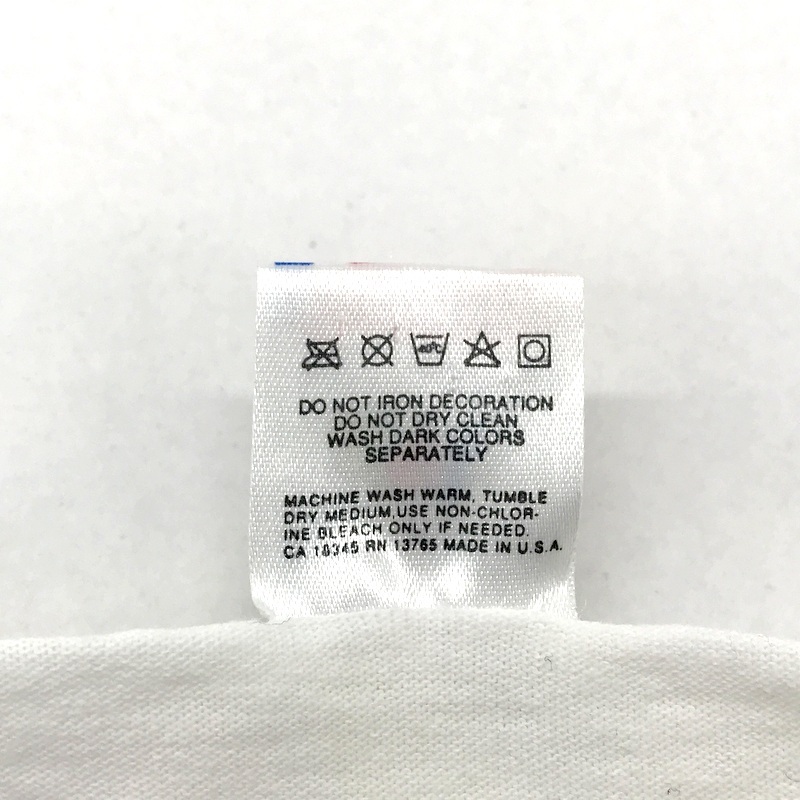 40°C
DO NOT IRON DECORATION
DO NOT DRY CLEAN
WASH DARK COLORS
SEPARATELY
MACHINE WASH WARM, TUMBLE
DRY MEDIUM,USE NON-CHLOR-
INE BLEACH ONLY IF NEEDED.
CA 18345 RN 13765 MADE IN U.S.A.